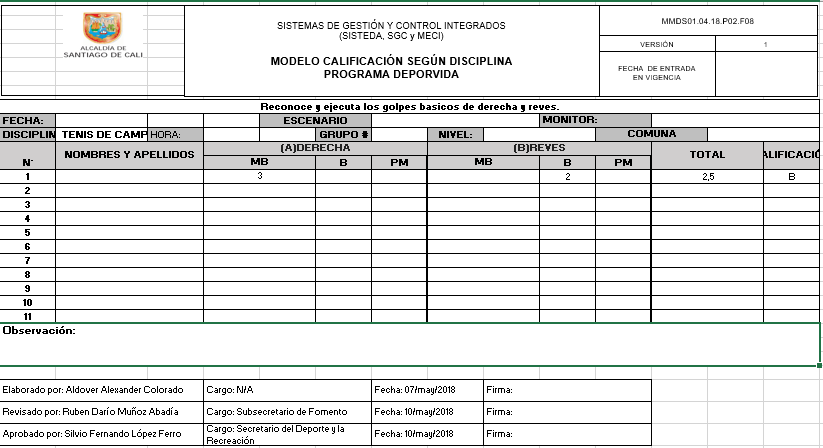 ALCALDÍA DE
SANTIAGO DE CALI
SISTEMAS DE GESTIÓN Y CONTROL INTEGRADOS
(SISTEDA, SGC y MECI)
MODELO CALIFICACIÓN SEGÚN DISCIPLINA
PROGRAMA DEPORVIDA
MMDS01.04.18.P02.F08
VERSIÓN 1
FECHA DE ENTRADA
EN VIGENCIA
Reconoce y ejecuta los golpes basicos de derecha y reves.
FECHA: ESCENARIO MONITOR:
DISCIPLIN TENIS DE CAMP HORA: GRUPO # NIVEL: COMUNA
N° NOMBRES Y APELLIDOS (A)DERECHA (B)REVES TOTAL ALIFICACIÓ
MB B PM MB B PM
1 3 2 2,5 B
2
3
4
5
6
7
8
9
10
11
Observación:
Elaborado por: Aldover Alexander Colorado Cargo: N/A Fecha: 07/may/2018 Firma:
Revisado por: Ruben Darío Muñoz Abadía Cargo: Subsecretario de Fomento Fecha: 10/may/2018 Firma:
Aprobado por: Silvio Fernando López Ferro Cargo: Secretario del Deporte y la Fecha: 10/may/2018 Firma:
Recreación